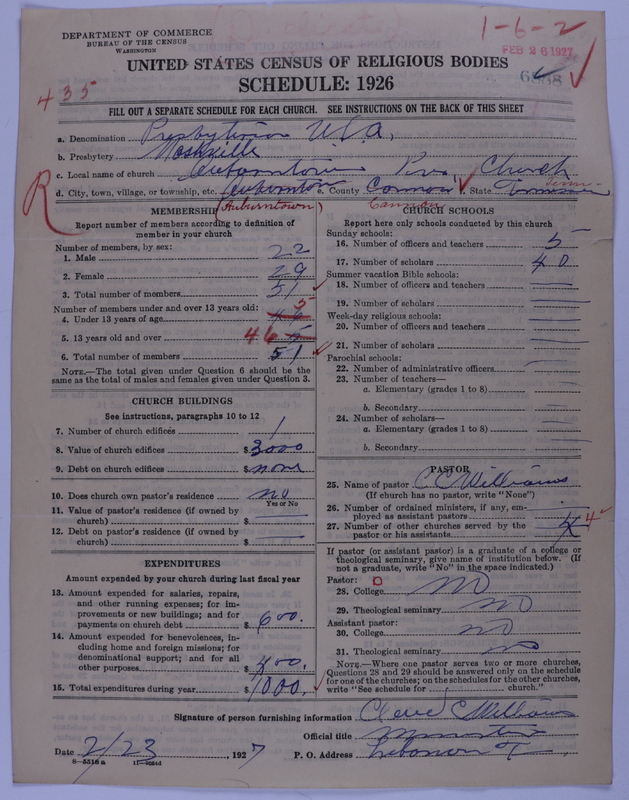 DEPARTMENT OF COMMERCE
BUREAU OF THE CENSUS
WASHINGTON
1-6-2
FEB 26 1927
UNITED STATES CENSUS OF RELIGIOUS BODIES
SCHEDULE: 1926
435
FILL OUT A SEPARATE SCHEDULE FOR EACH CHURCH. SEE INSTRUCTIONS ON THE BACK OF THIS SHEET
a. Denomination Presbyterian U.S.A.
b. Presbytery Nashville
c. Local name of church Auburntown Pres. Church
d. City, town, village, or township, etc. Auburntown County Cannon State Tennessee
R (Auburntown) Cannon Tenn.
MEMBERSHIP
Report number of members according to definition of
member in your church
Number of members, by sex:
1. Male 22
2. Female 29
3. Total number of members 51
Number of members under and over 13 years old:
4. Under 13 years of age 5
5. 13 years old and over 46
6. Total number of members 51
NOTE.—The total given under Question 6 should be
same as the total of males and females given under Question 3.
CHURCH BUILDINGS
See instructions, paragraphs 10 to 12
7. Number of church edifices 1
8. Value of church edifices $ 3000
9. Debt on church edifices $ none
10. Does church own pastor's residence no
Yes or No
11. Value of pastor's residence (if owned by
church) $
12. Debt on pastor's residence (if owned by
church) $
EXPENDITURES
Amount expended by your church during last fiscal year
13. Amount expended for salaries, repairs,
and other running expenses; for im-
provements or new buildings; and for
payments on church debt $ 600.
14. Amount expended for benevolences, in-
cluding home and foreign missions; for
denominational support; and for all
other purposes $ 400.
15. Total expenditures during year $ 1000.
CHURCH SCHOOLS
Report here only schools conducted by this church
Sunday schools:
16. Number of officers and teachers 5
17. Number of scholars 40
Summer vacation Bible schools:
18. Number of officers and teachers
19. Number of scholars
Week-day religious schools:
20. Number of officers and teachers
21. Number of scholars
Parochial schools:
22. Number of administrative officers
23. Number of teachers—
a. Elementary (grades 1 to 8)
b. Secondary
24. Number of scholars—
a. Elementary (grades 1 to 8)
b. Secondary
PASTOR
25. Name of pastor C C Williams
(If church has no pastor, write "None")
26. Number of ordained ministers, if any, em-
ployed as assistant pastors
27. Number of other churches served by the
pastor or his assistants 4
If pastor (or assistant pastor) is a graduate of a college or
theological seminary, give name of institution below. (If
not a graduate, write "No" in the space indicated.)
Pastor:
28. College no
29. Theological seminary no
Assistant pastor:
30. College no
31. Theological seminary no
NOTE.—Where one pastor serves two or more churches,
Questions 28 and 29 should be answered only on the schedule
for one of the churches; on the schedules for the other churches,
write "See schedule for church."
Signature of person furnishing information C Williams
Official title Minister
Date 2/23, 1927 P. O. Address Lebanon T
8-5516a